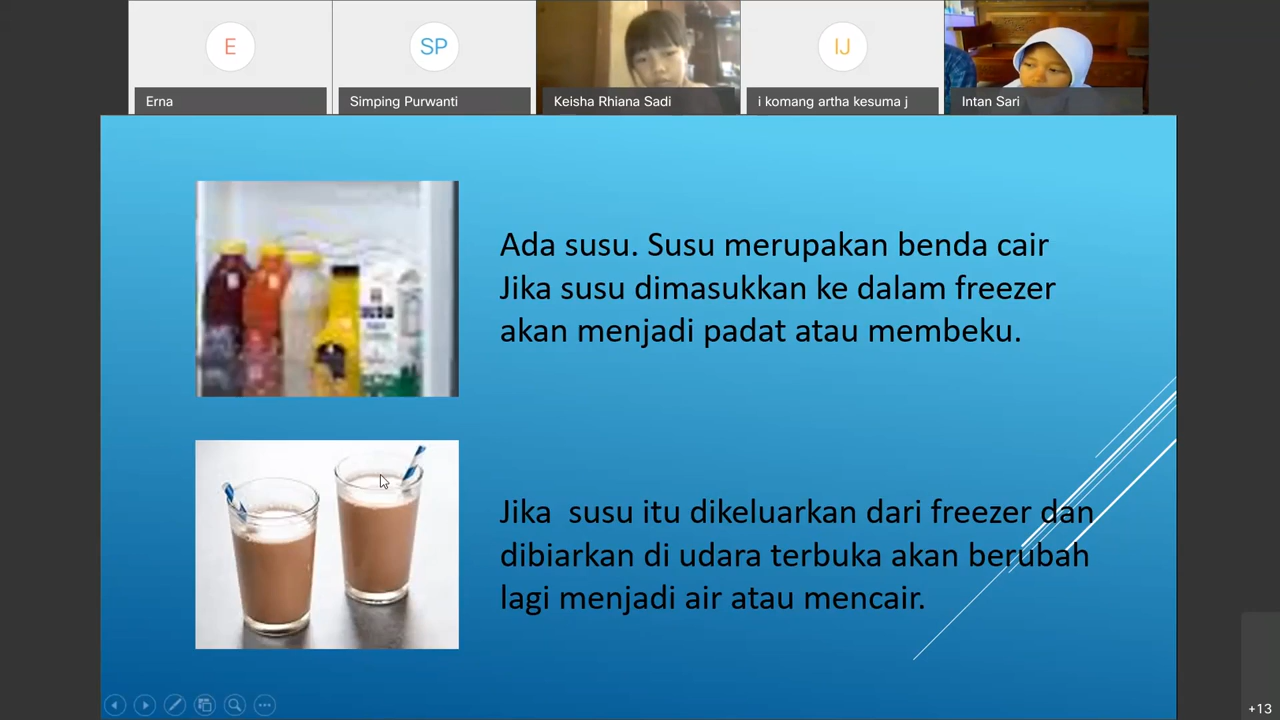 E
SP
IJ
Erna
Simping Purwanti
Keisha Rhiana Sadi
i komang artha kesuma j
Intan Sari
Ada susu. Susu merupakan benda cair
Jika susu dimasukkan ke dalam freezer
akan menjadi padat atau membeku.
Jika  susu itu dikeluarkan dari freezer dan
dibiarkan di udara terbuka akan berubah
lagi menjadi air atau mencair.
+13